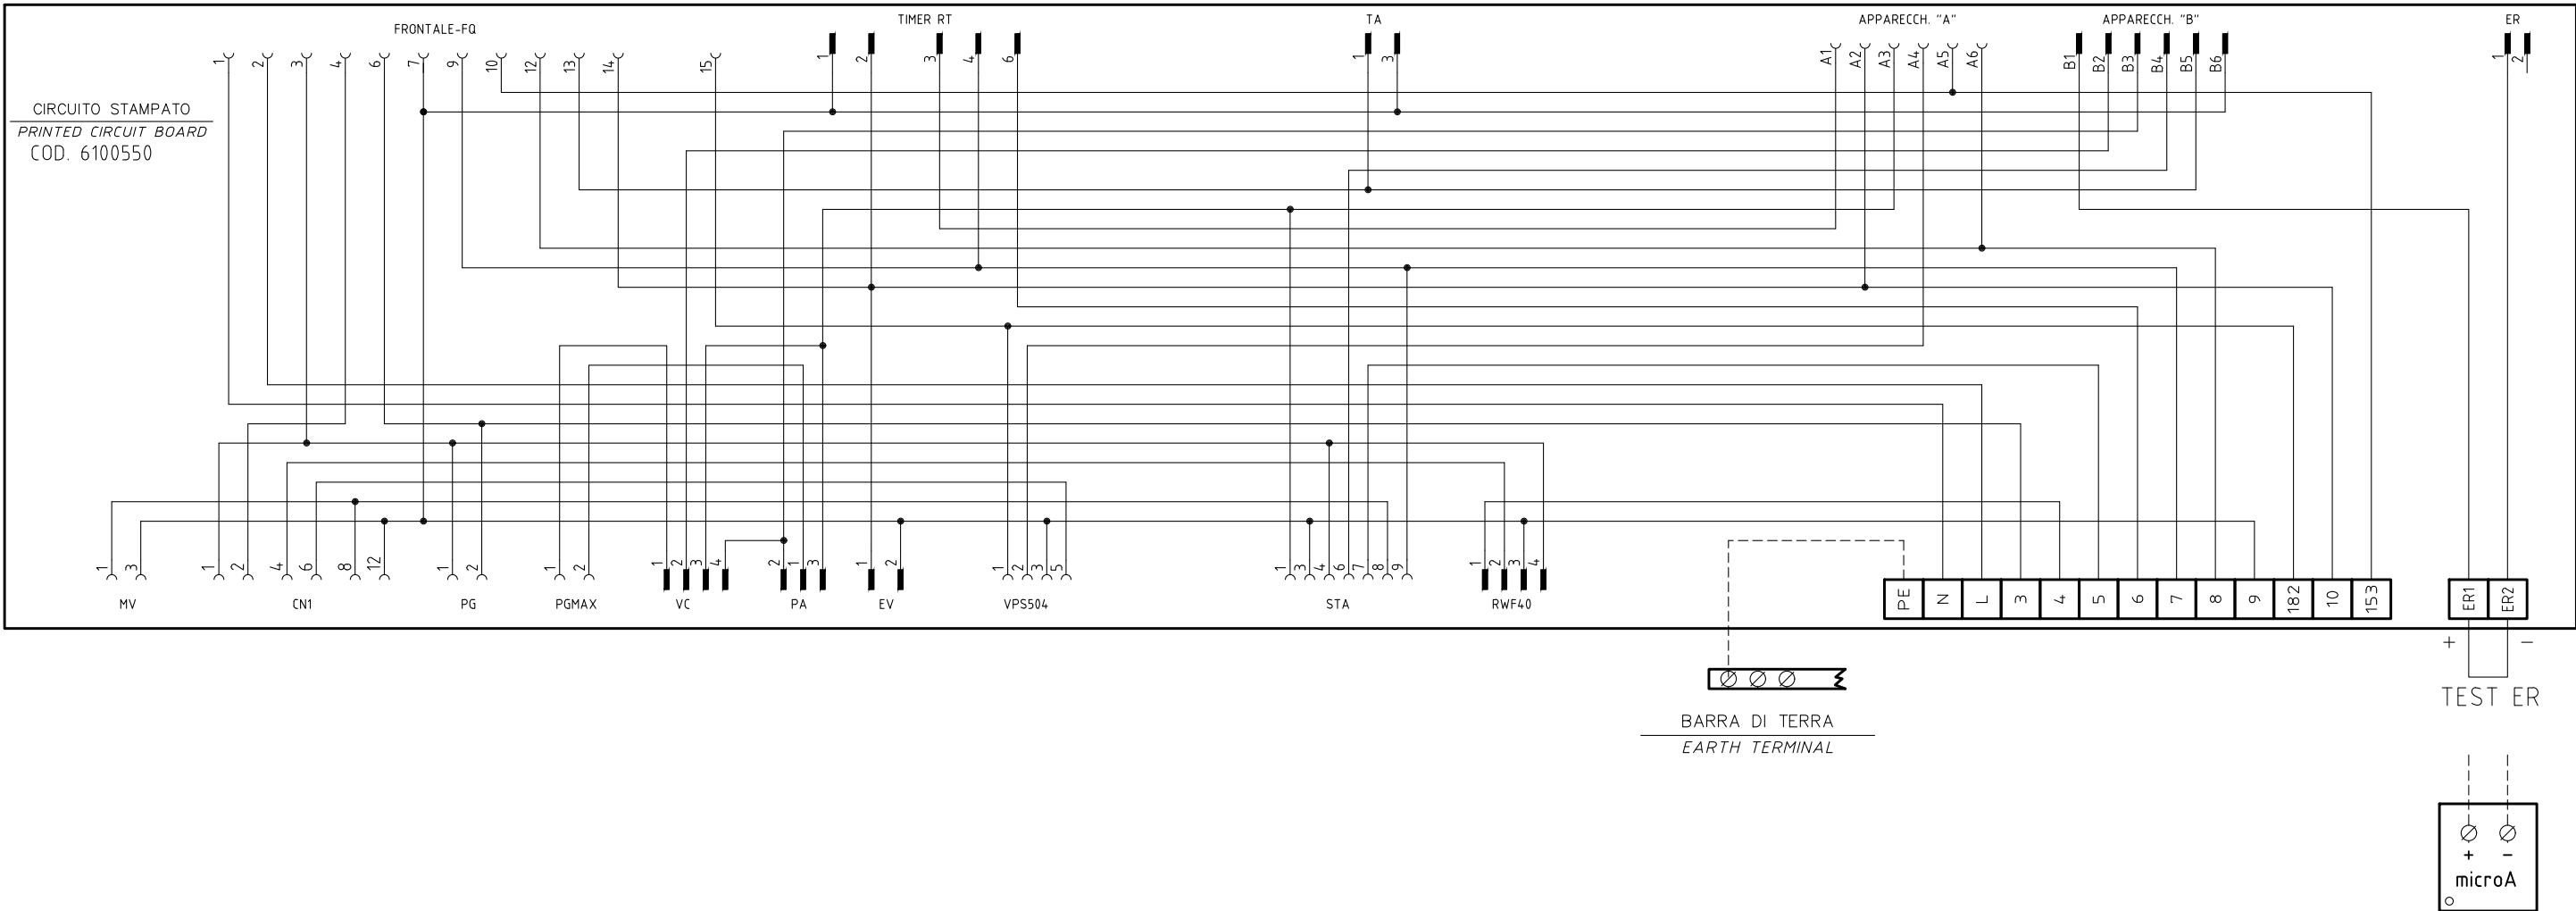 FRONTALE-FQ
TIMER RT
TA
APPARECCH. "A"
APPARECCH. "B"
ER
1 2 3 4 6 7 9 10 12 13 14 15
1 2 3 4 6
1 3
A1 A2 A3 A4 A5 A6
B1 B2 B3 B4 B5 B6
1 2
CIRCUITO STAMPATO
PRINTED CIRCUIT BOARD
COD. 6100550
1 3
1 2 4 6 8 12
1 2
1 2
1 2 3 4
2 1 3
1 2
1 2 3 5
1 3 4 6 7 8 9
1 2 3 4
MV
CN1
PG
PGMAX
VC
PA
EV
VPS504
STA
RWF40
PE N L 3 4 5 6 7 8 9 182 10 153
ER1 ER2
+ −
TEST ER
BARRA DI TERRA
EARTH TERMINAL
+ −
microA